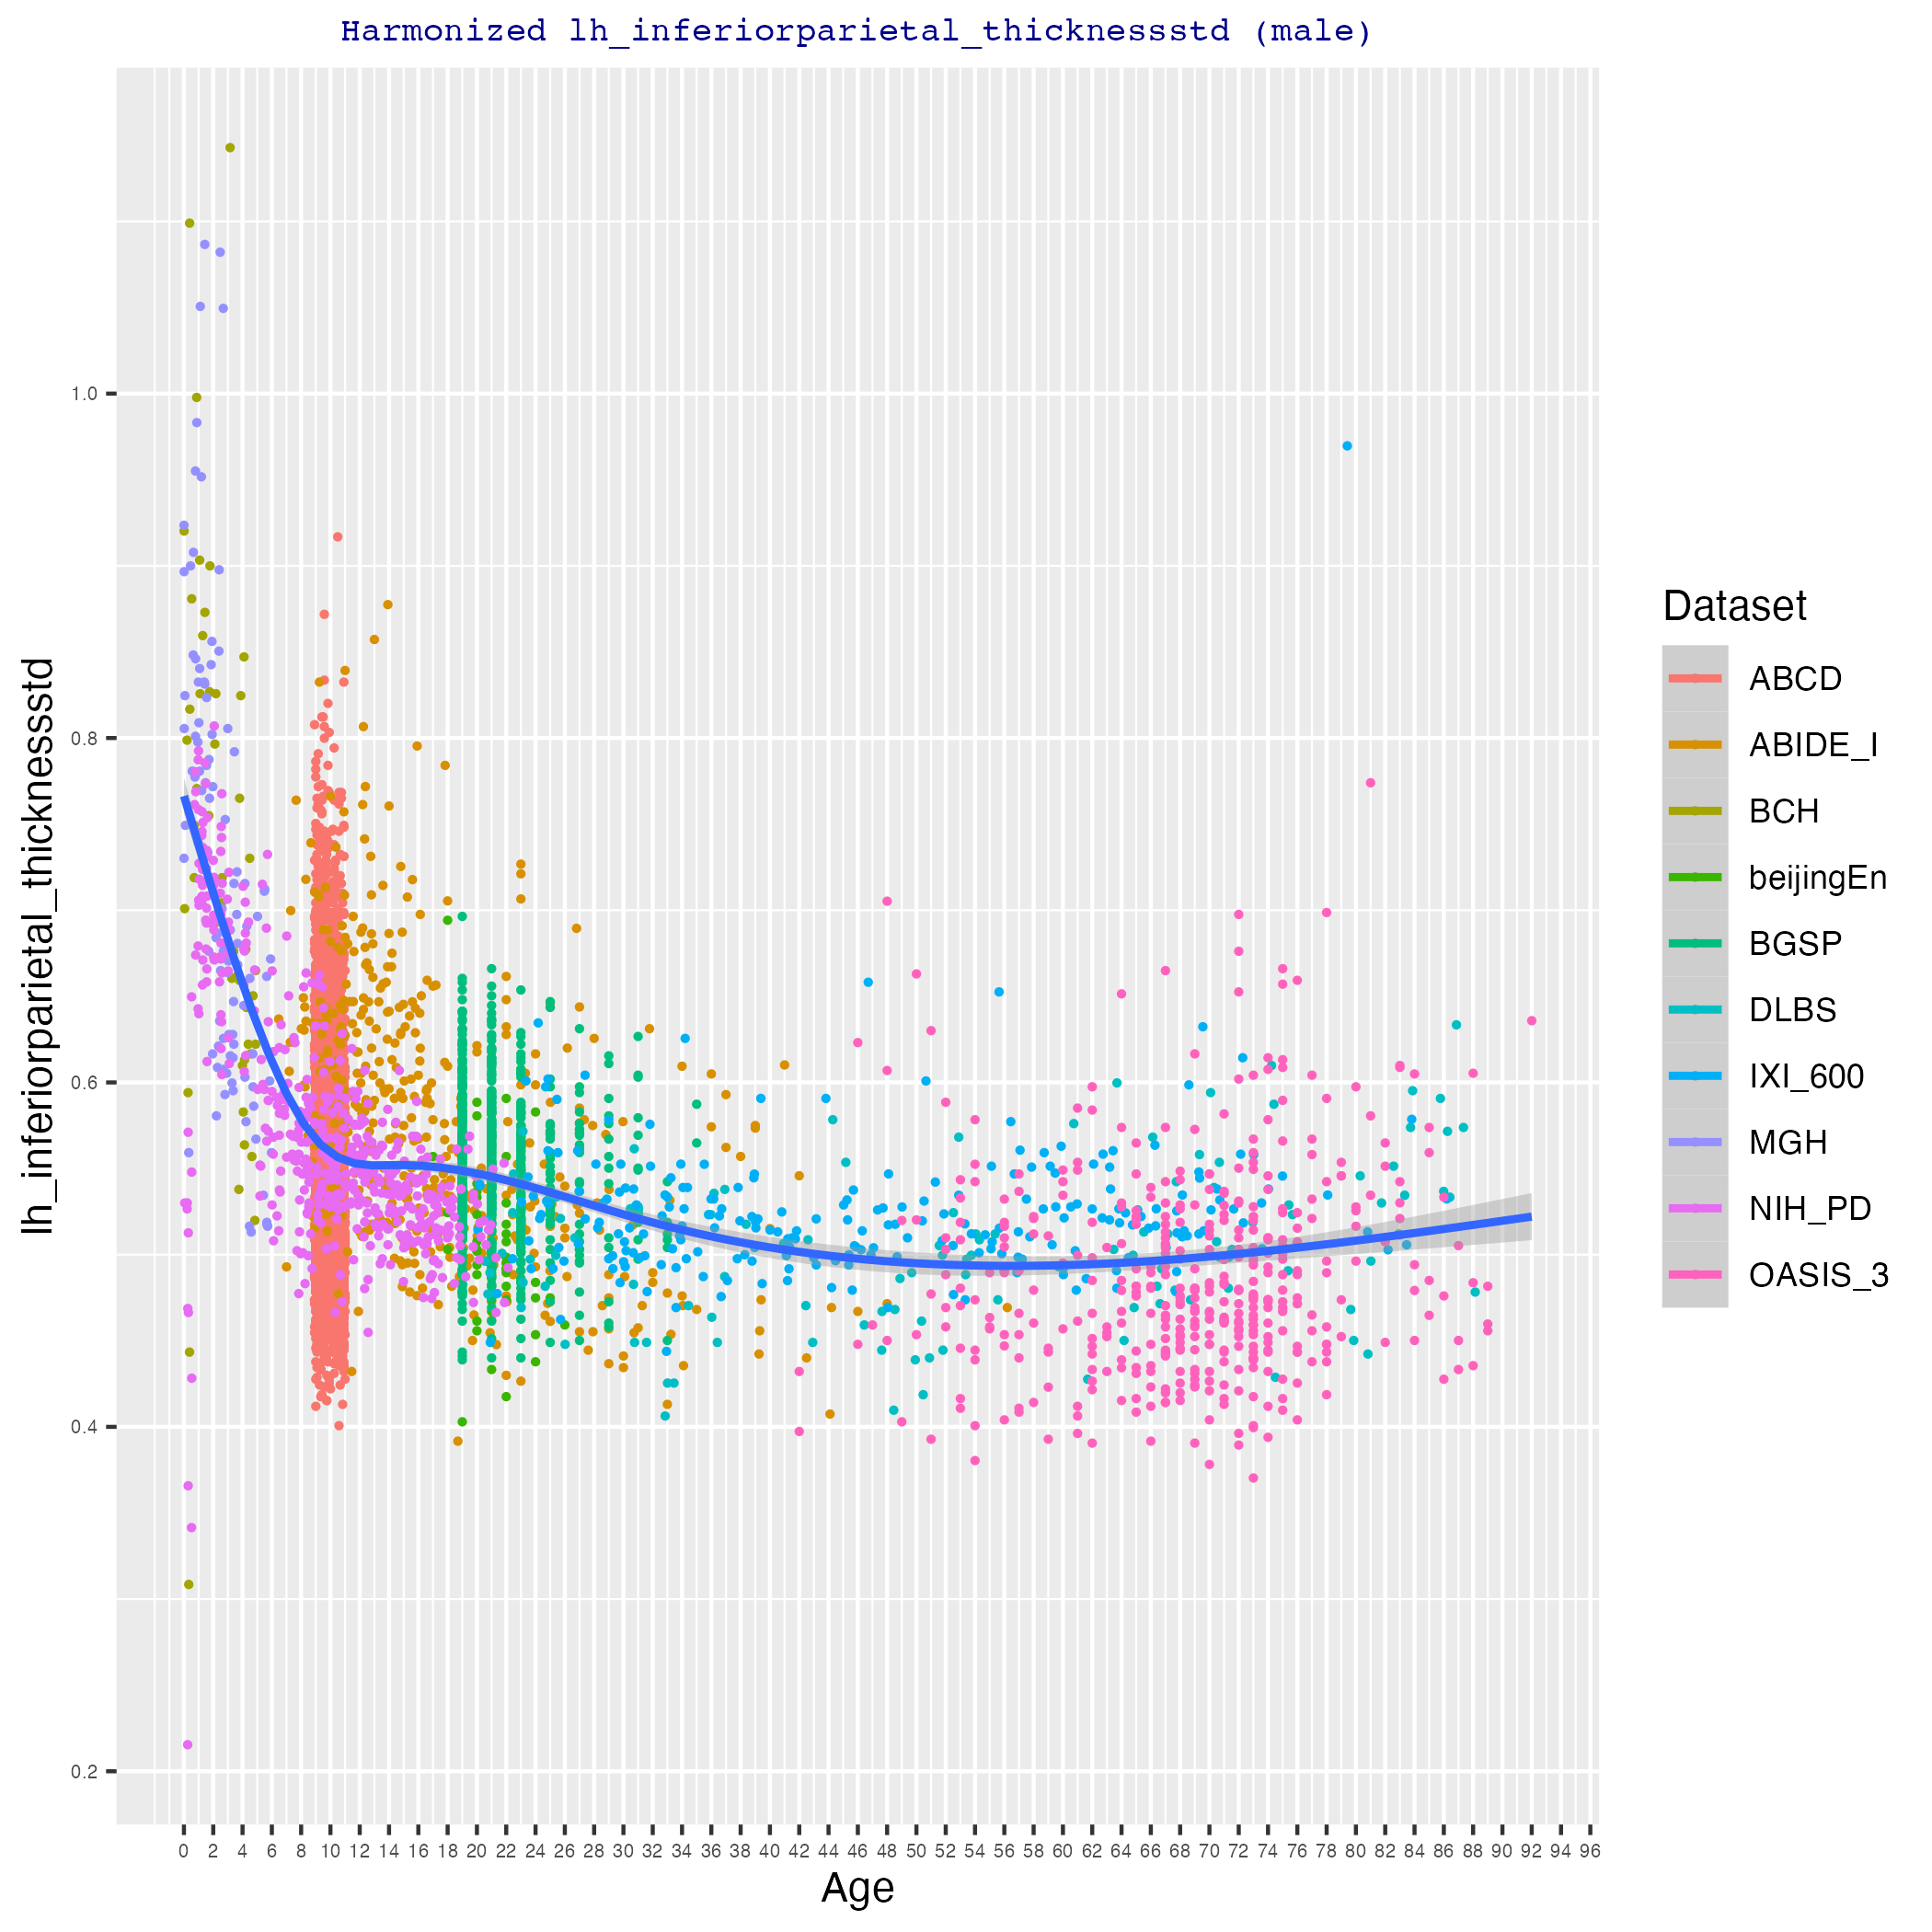 Harmonized lh_inferiorparietal_thicknessstd (male)
lh_inferiorparietal_thicknessstd
1.0
0.8
0.6
0.4
0.2
0 2 4 6 8 10 12 14 16 18 20 22 24 26 28 30 32 34 36 38 40 42 44 46 48 50 52 54 56 58 60 62 64 66 68 70 72 74 76 78 80 82 84 86 88 90 92 94 96
Age
Dataset
ABCD
ABIDE_I
BCH
beijingEn
BGSP
DLBS
IXI_600
MGH
NIH_PD
OASIS_3